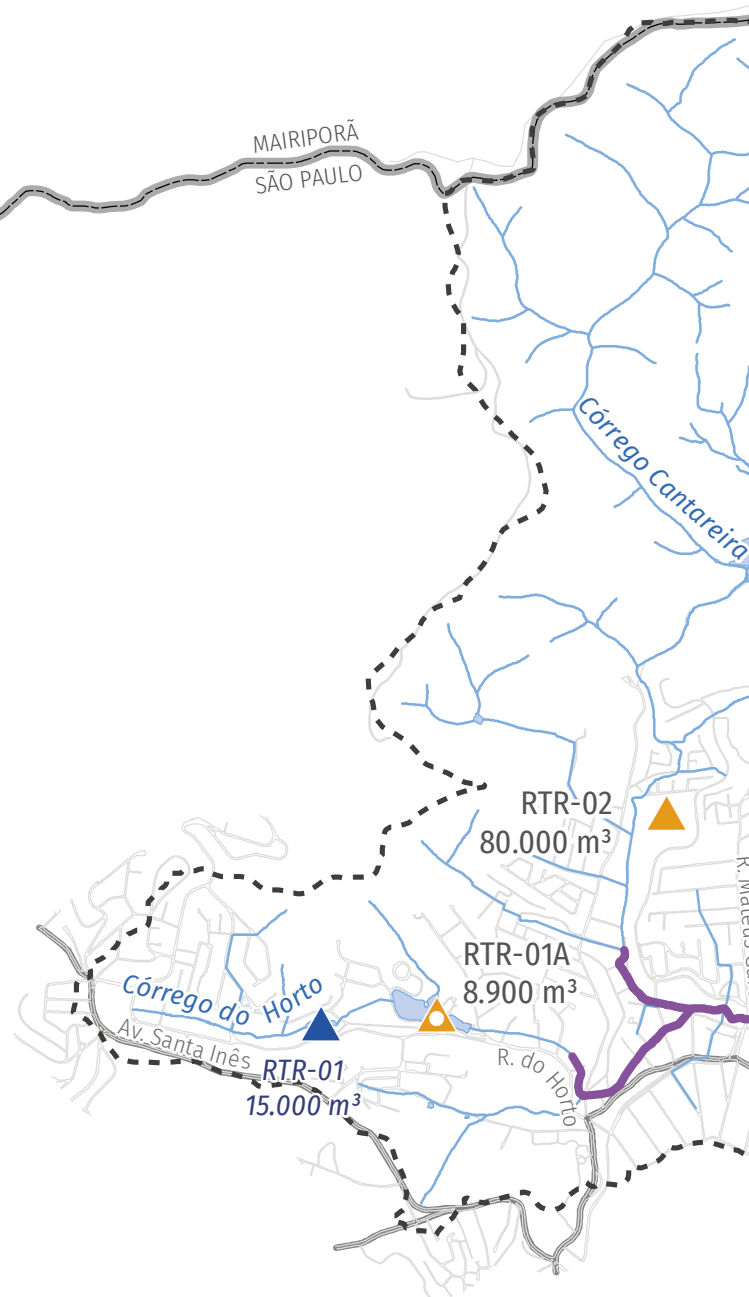 MAIRIPORÃ
SÃO PAULO
Córrego Cantareira
RTR-02
80.000 m³
R. Mateus
RTR-01A
8.900 m³
Córrego do Horto
Av. Santa Inês
RTR-01
15.000 m³
R. do Horto